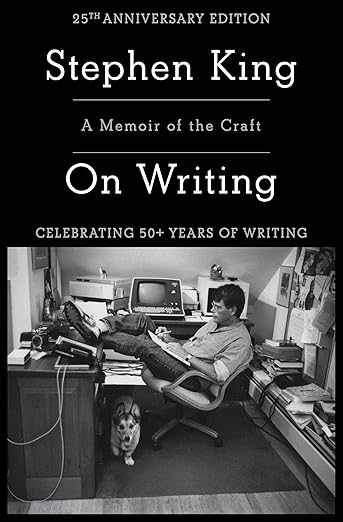 25TH ANNIVERSARY EDITION
Stephen King
A Memoir of the Craft
On Writing
CELEBRATING 50+ YEARS OF WRITING